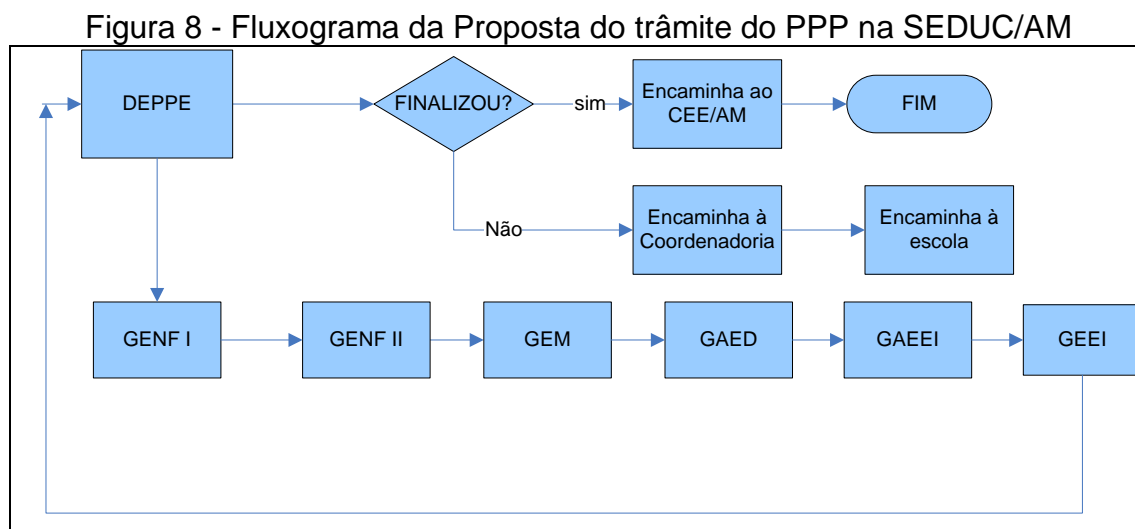 Figura 8 - Fluxograma da Proposta do trâmite do PPP na SEDUC/AM
DEPPE
FINALIZOU?
sim
Encaminha ao
CEE/AM
FIM
Não
Encaminha à
Coordenadoria
Encaminha à
escola
GENF I
GENF II
GEM
GAED
GAEEI
GEEI